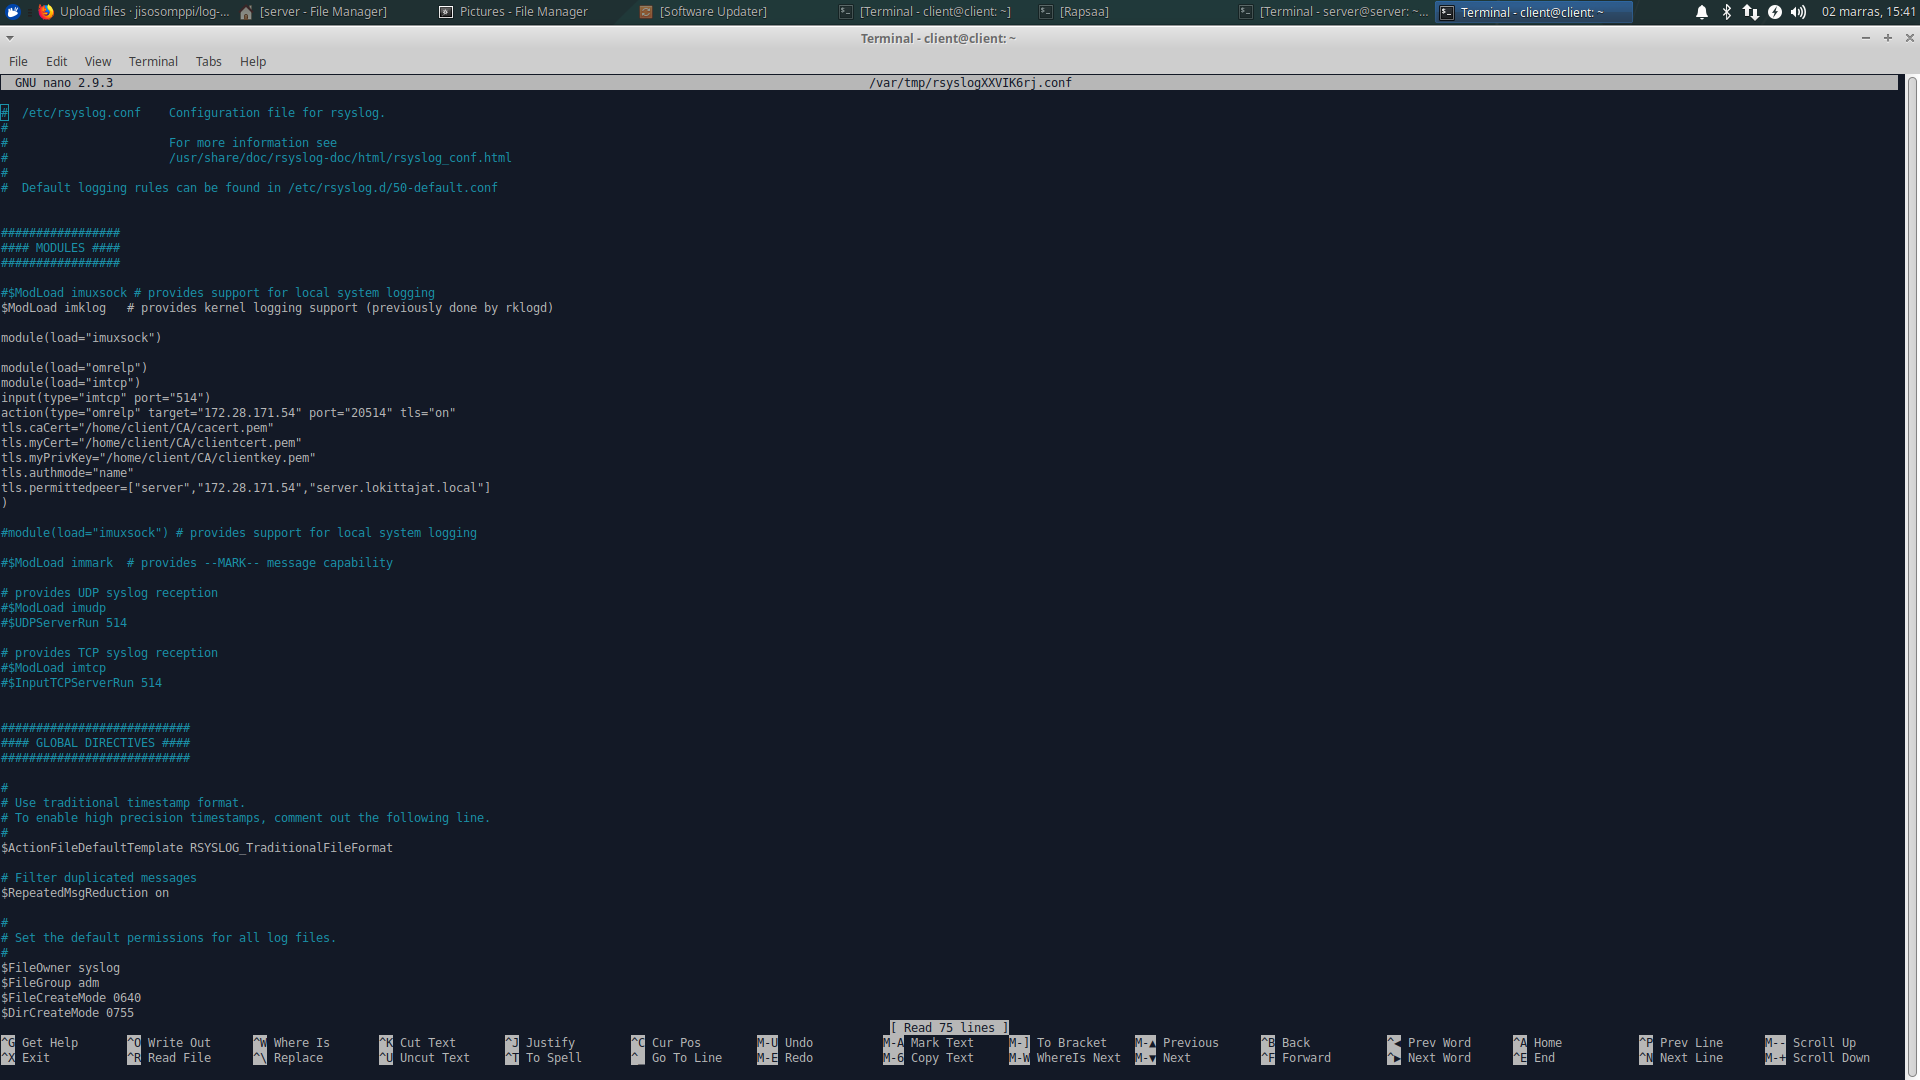 Upload files · jisosomppi/log-... [server - File Manager] Pictures - File Manager [Software Updater] [Terminal - client@client: ~] [Rapsaa] [Terminal - server@server: ~... Terminal - client@client: ~ 02 marras, 15:41
Terminal - client@client: ~
File Edit View Terminal Tabs Help
GNU nano 2.9.3 /var/tmp/rsyslogXXVIK6rj.conf
#  /etc/rsyslog.conf    Configuration file for rsyslog.
#
#                       For more information see
#                       /usr/share/doc/rsyslog-doc/html/rsyslog_conf.html
#
#  Default logging rules can be found in /etc/rsyslog.d/50-default.conf
#################
#### MODULES ####
#################
#$ModLoad imuxsock # provides support for local system logging
$ModLoad imklog   # provides kernel logging support (previously done by rklogd)
module(load="imuxsock")
module(load="omrelp")
module(load="imtcp")
input(type="imtcp" port="514")
action(type="omrelp" target="172.28.171.54" port="20514" tls="on"
tls.caCert="/home/client/CA/cacert.pem"
tls.myCert="/home/client/CA/clientcert.pem"
tls.myPrivKey="/home/client/CA/clientkey.pem"
tls.authmode="name"
tls.permittedpeer=["server","172.28.171.54","server.lokittajat.local"]
)
#module(load="imuxsock") # provides support for local system logging
#$ModLoad immark  # provides --MARK-- message capability
# provides UDP syslog reception
#$ModLoad imudp
#$UDPServerRun 514
# provides TCP syslog reception
#$ModLoad imtcp
#$InputTCPServerRun 514
###########################
#### GLOBAL DIRECTIVES ####
###########################
#
# Use traditional timestamp format.
# To enable high precision timestamps, comment out the following line.
#
$ActionFileDefaultTemplate RSYSLOG_TraditionalFileFormat
# Filter duplicated messages
$RepeatedMsgReduction on
#
# Set the default permissions for all log files.
#
$FileOwner syslog
$FileGroup adm
$FileCreateMode 0640
$DirCreateMode 0755
[ Read 75 lines ]
^G Get Help ^O Write Out ^W Where Is ^K Cut Text ^J Justify ^C Cur Pos M-U Undo M-A Mark Text M-] To Bracket M-▲ Previous ^B Back ^◀ Prev Word ^A Home ^P Prev Line M-- Scroll Up
^X Exit ^R Read File ^\ Replace ^U Uncut Text ^T To Spell ^_ Go To Line M-E Redo M-6 Copy Text M-W WhereIs Next M-▼ Next ^F Forward ^▶ Next Word ^E End ^N Next Line M-+ Scroll Down